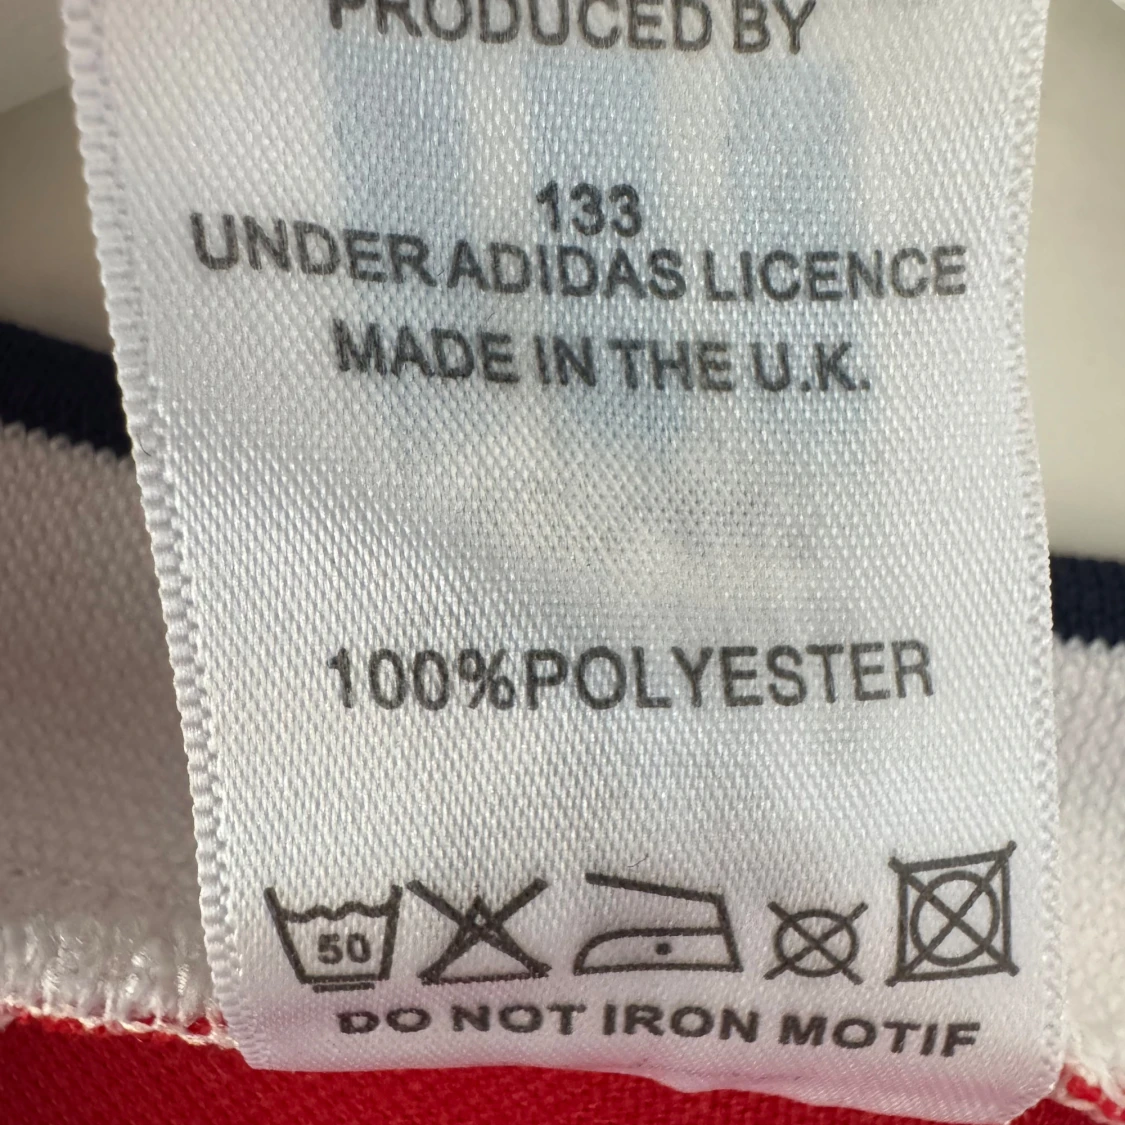 PRODUCED BY
133
UNDER ADIDAS LICENCE
MADE IN THE U.K.
100%POLYESTER
50
DO NOT IRON MOTIF